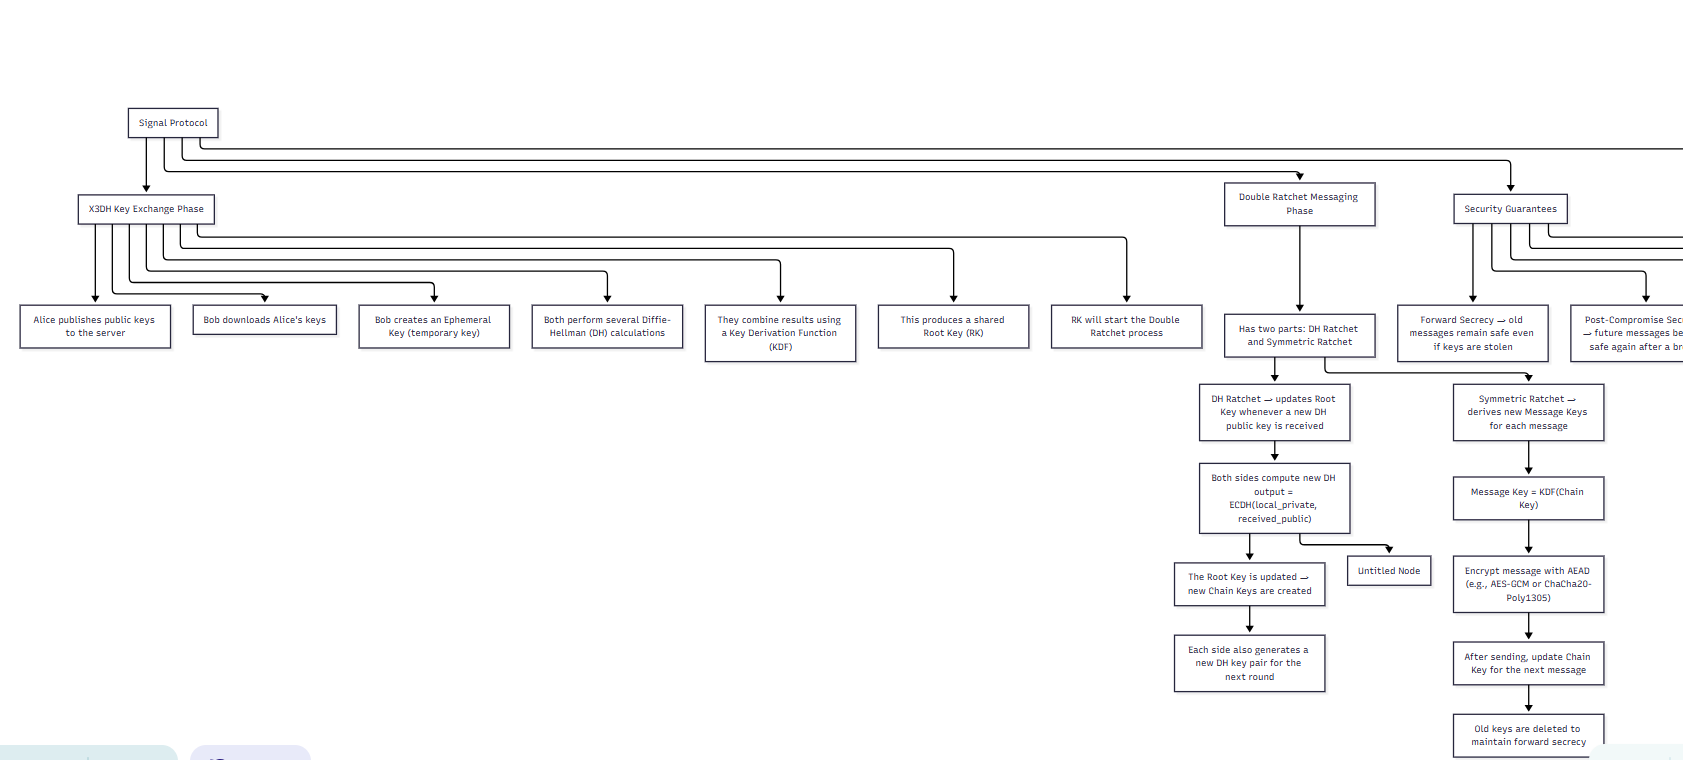 Signal Protocol
X3DH Key Exchange Phase
Double Ratchet Messaging
Phase
Security Guarantees
Alice publishes public keys
to the server
Bob downloads Alice's keys
Bob creates an Ephemeral
Key (temporary key)
Both perform several Diffie-
Hellman (DH) calculations
They combine results using
a Key Derivation Function
(KDF)
This produces a shared
Root Key (RK)
RK will start the Double
Ratchet process
Has two parts: DH Ratchet
and Symmetric Ratchet
Forward Secrecy → old
messages remain safe even
if keys are stolen
Post-Compromise
→ future messages
safe again after a
DH Ratchet → updates Root
Key whenever a new DH
public key is received
Symmetric Ratchet →
derives new Message Keys
for each message
Both sides compute new DH
output =
ECDH(local_private,
received_public)
Message Key = KDF(Chain
Key)
The Root Key is updated →
new Chain Keys are created
Untitled Node
Encrypt message with AEAD
(e.g., AES-GCM or ChaCha20-
Poly1305)
Each side also generates a
new DH key pair for the
next round
After sending, update Chain
Key for the next message
Old keys are deleted to
maintain forward secrecy